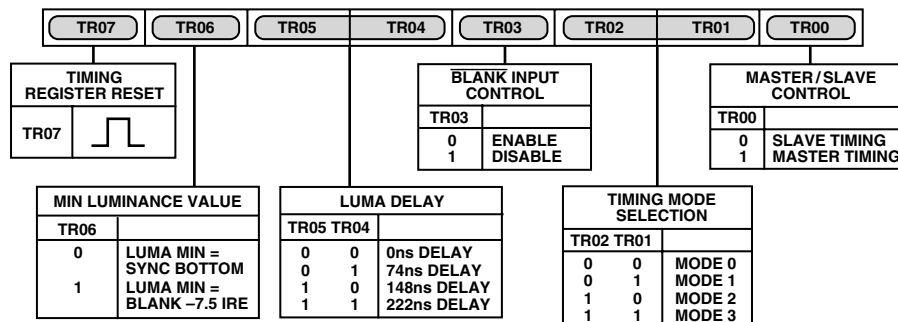 TR07 TR06 TR05 TR04 TR03 TR02 TR01 TR00
TIMING
REGISTER RESET
TR07
BLANK INPUT
CONTROL
TR03
0 ENABLE
1 DISABLE
MASTER/SLAVE
CONTROL
TR00
0 SLAVE TIMING
1 MASTER TIMING
MIN LUMINANCE VALUE
TR06
0 LUMA MIN =
SYNC BOTTOM
1 LUMA MIN =
BLANK –7.5 IRE
LUMA DELAY
TR05 TR04
0 0 0ns DELAY
0 1 74ns DELAY
1 0 148ns DELAY
1 1 222ns DELAY
TIMING MODE
SELECTION
TR02 TR01
0 0 MODE 0
0 1 MODE 1
1 0 MODE 2
1 1 MODE 3